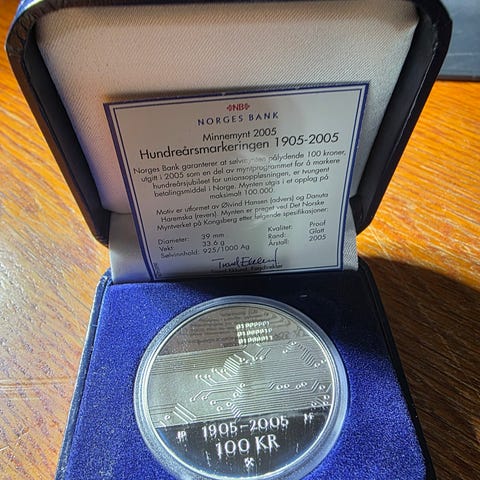 NB
NORGES BANK
Minnemynt 2005
Hundreårsmarkeringen 1905-2005
Norges Bank garanterer at sølvmynten pålydende 100 kroner,
utgitt i 2005 som en del av myntprogrammet for å markere
hundreårsjubileet for unionsoppløsningen, er tvungent
betalingsmiddel i Norge. Mynten utgis i et opplag på
maksimalt 100.000.
Motiv er utformet av Øivind Hansen (advers) og Danuta
Haremska (revers). Mynten er preget ved Det Norske
Myntverket på Kongsberg etter følgende spesifikasjoner:
Diameter: 39 mm Kvalitet: Proof
Vekt: 33.6 g Rand: Glatt
Sølvinnhold: 925/1000 Ag Årstall: 2005
01000001
01000010
01000011
1905-2005
100 KR